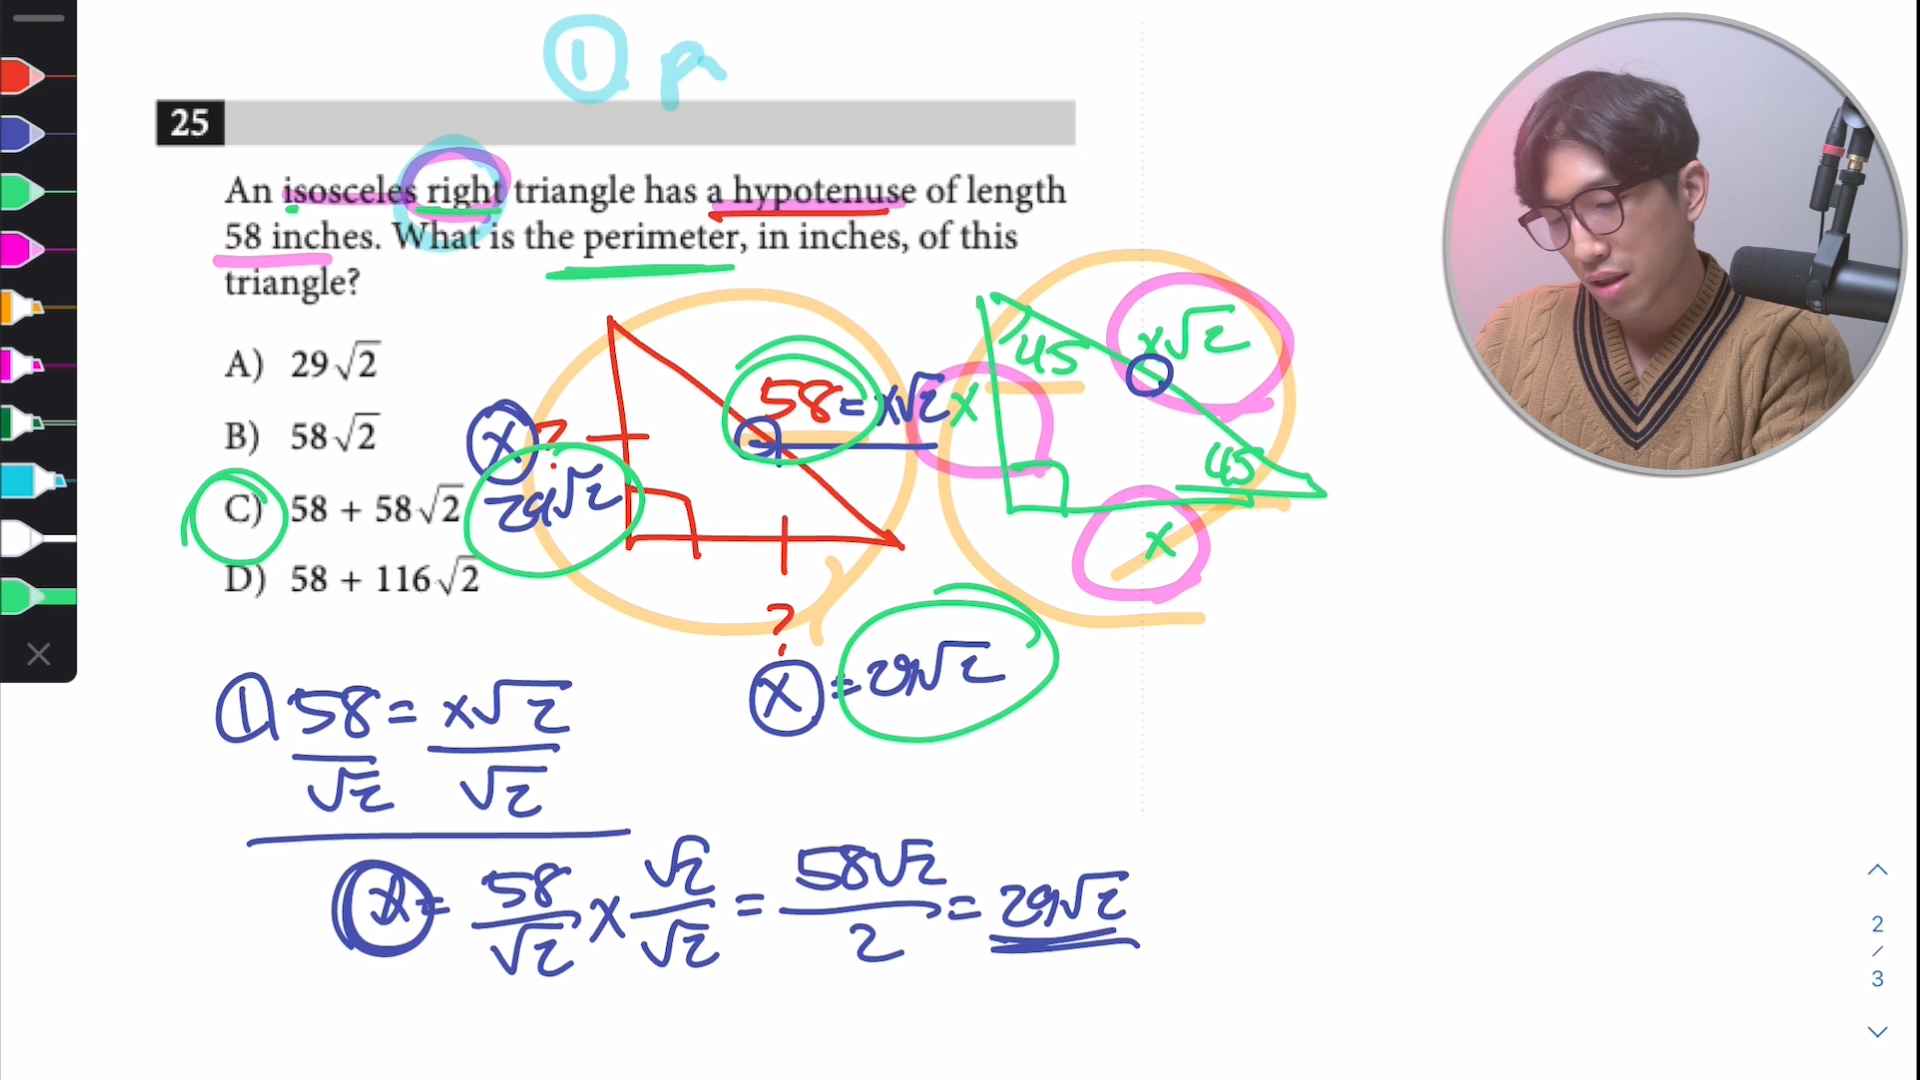 ① p
25
An isosceles right triangle has a hypotenuse of length
58 inches. What is the perimeter, in inches, of this
triangle?
A) 29√2
B) 58√2
C) 58 + 58√2
D) 58 + 116√2
x ?
29√2
58 = x√2
?
x = 29√2
45
x√2
x
45
x
① 58 = x√2
√2 √2
x = 58/√2 × √2/√2 = 58√2/2 = 29√2
2
/
3